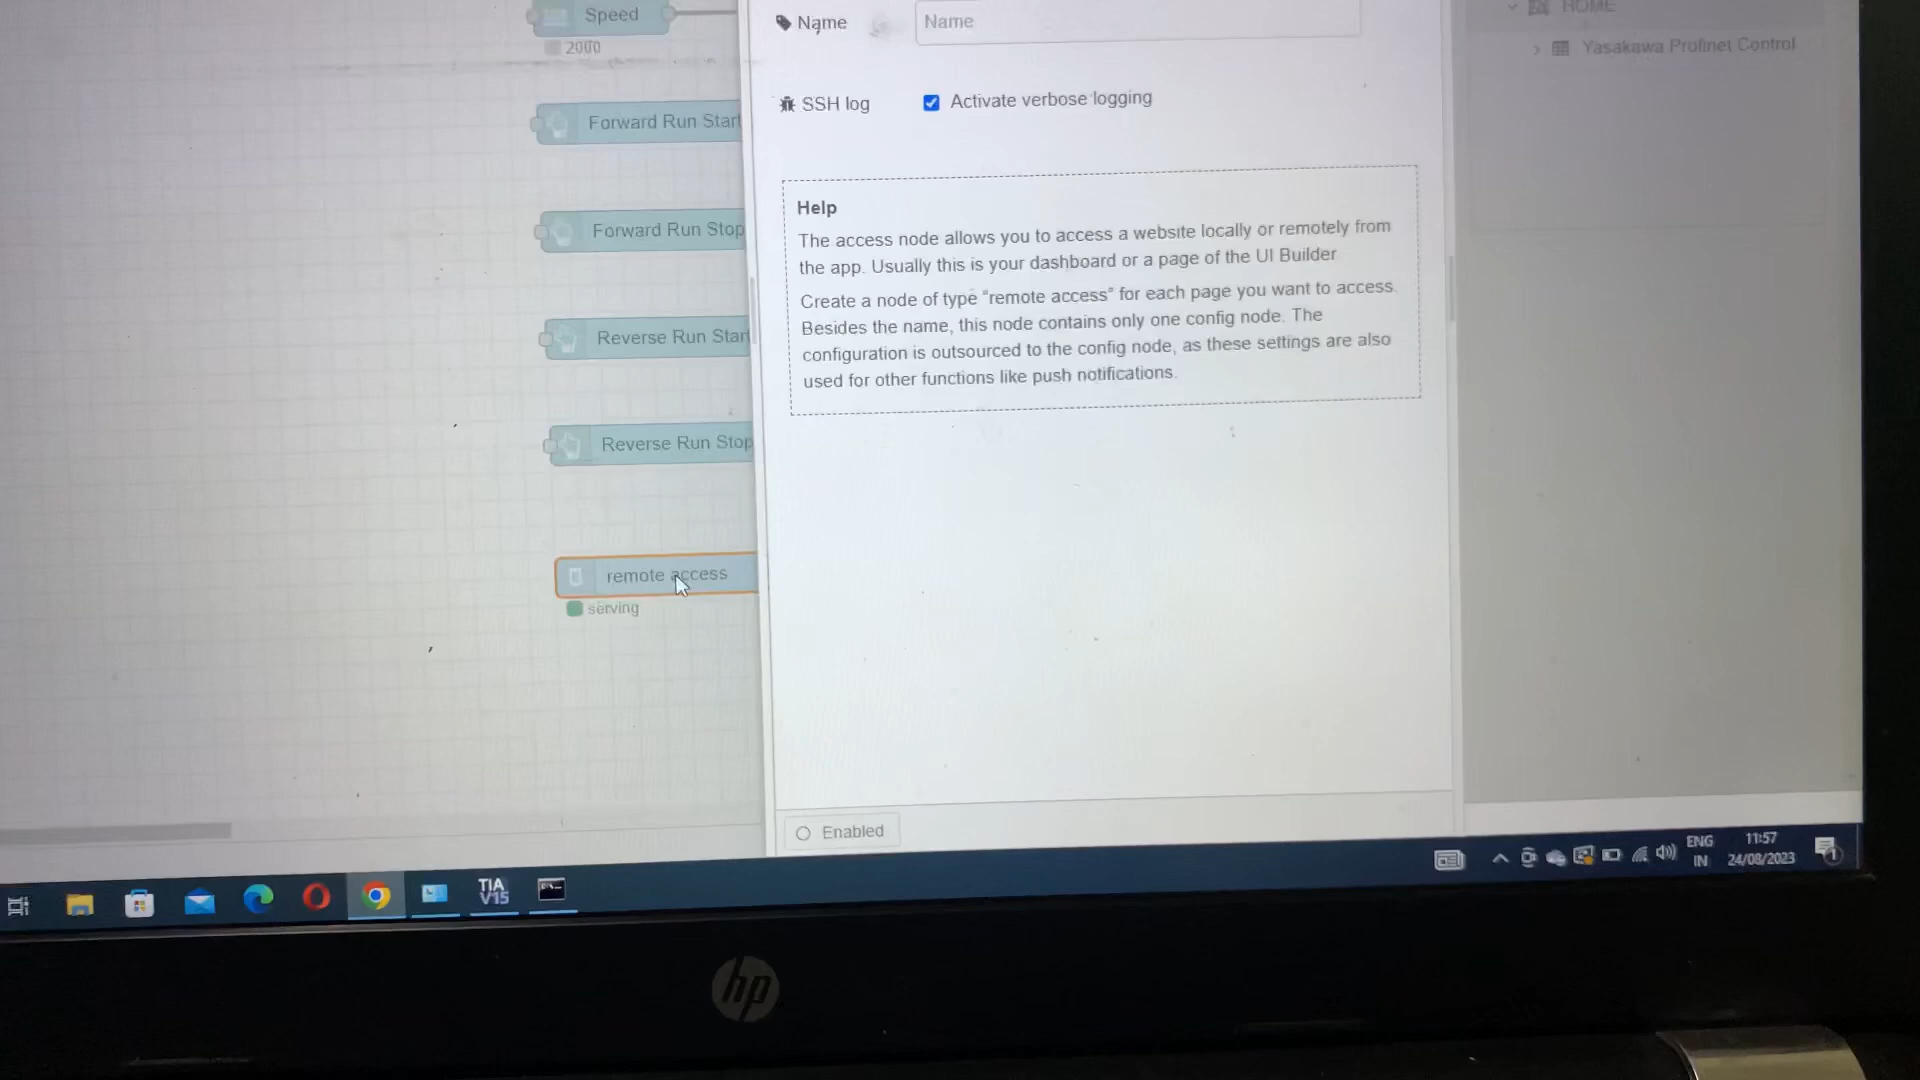 Speed
2000
Forward Run Start
Forward Run Stop
Reverse Run Start
Reverse Run Stop
remote access
serving
Name
Name
SSH log
Activate verbose logging
Help
The access node allows you to access a website locally or remotely from
the app. Usually this is your dashboard or a page of the UI Builder
Create a node of type "remote access" for each page you want to access.
Besides the name, this node contains only one config node. The
configuration is outsourced to the config node, as these settings are also
used for other functions like push notifications.
Enabled
HOME
Yasakawa Profinet Control
TIA
V15
ENG
IN
11:57
24/08/2023
1
hp